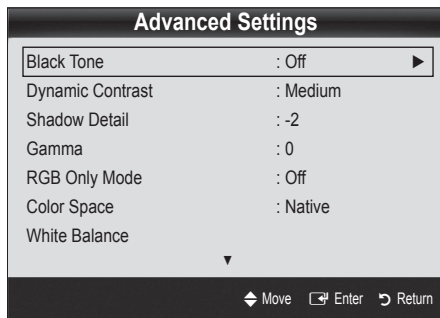 Advanced Settings
Black Tone : Off ▶
Dynamic Contrast : Medium
Shadow Detail : -2
Gamma : 0
RGB Only Mode : Off
Color Space : Native
White Balance
▼
Move Enter Return